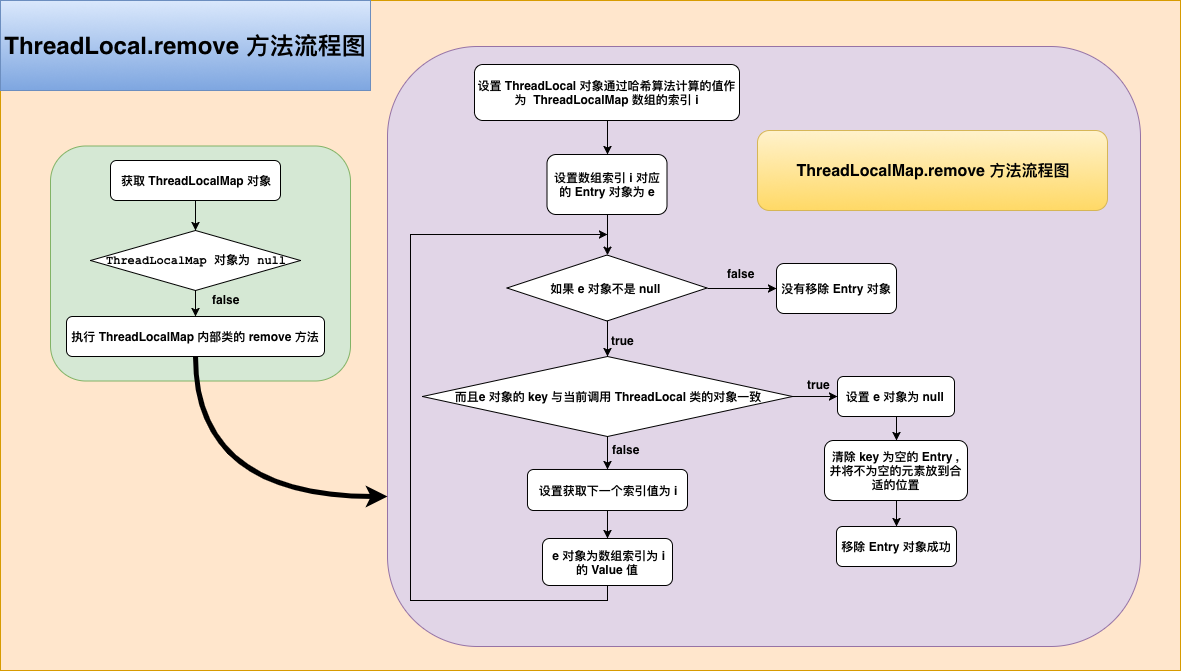 ThreadLocal.remove 方法流程图
获取 ThreadLocalMap 对象
ThreadLocalMap 对象为 null
false
执行 ThreadLocalMap 内部类的 remove 方法
设置 ThreadLocal 对象通过哈希算法计算的值作
为 ThreadLocalMap 数组的索引 i
ThreadLocalMap.remove 方法流程图
设置数组索引 i 对应
的 Entry 对象为 e
如果 e 对象不是 null
false
没有移除 Entry 对象
true
而且e 对象的 key 与当前调用 ThreadLocal 类的对象一致
true
设置 e 对象为 null
false
清除 key 为空的 Entry ,
并将不为空的元素放到合
适的位置
设置获取下一个索引值为 i
移除 Entry 对象成功
e 对象为数组索引为 i
的 Value 值